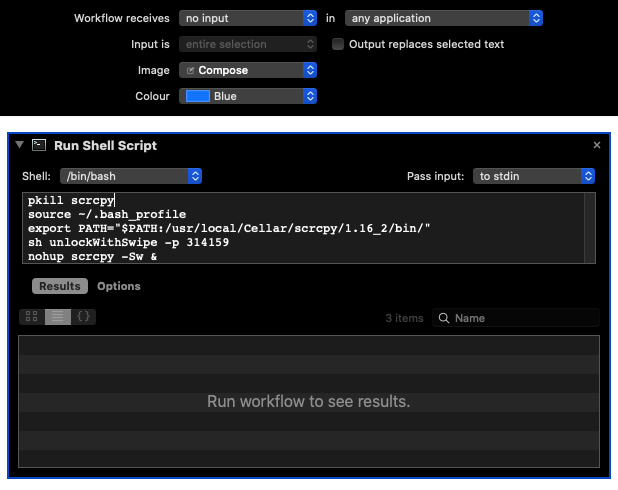 Workflow receives no input in any application
Input is entire selection Output replaces selected text
Image Compose
Colour Blue
Run Shell Script ×
Shell: /bin/bash Pass input: to stdin
pkill scrcpy
source ~/.bash_profile
export PATH="$PATH:/usr/local/Cellar/scrcpy/1.16_2/bin/"
sh unlockWithSwipe -p 314159
nohup scrcpy -Sw &
Results Options
{} 3 items Name
Run workflow to see results.